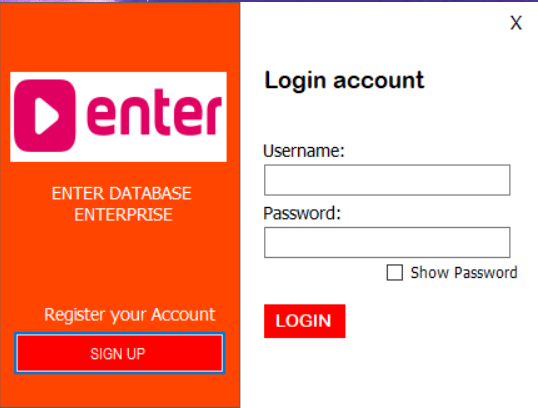 X
enter
ENTER DATABASE
ENTERPRISE
Register your Account
SIGN UP
Login account
Username:
Password:
Show Password
LOGIN